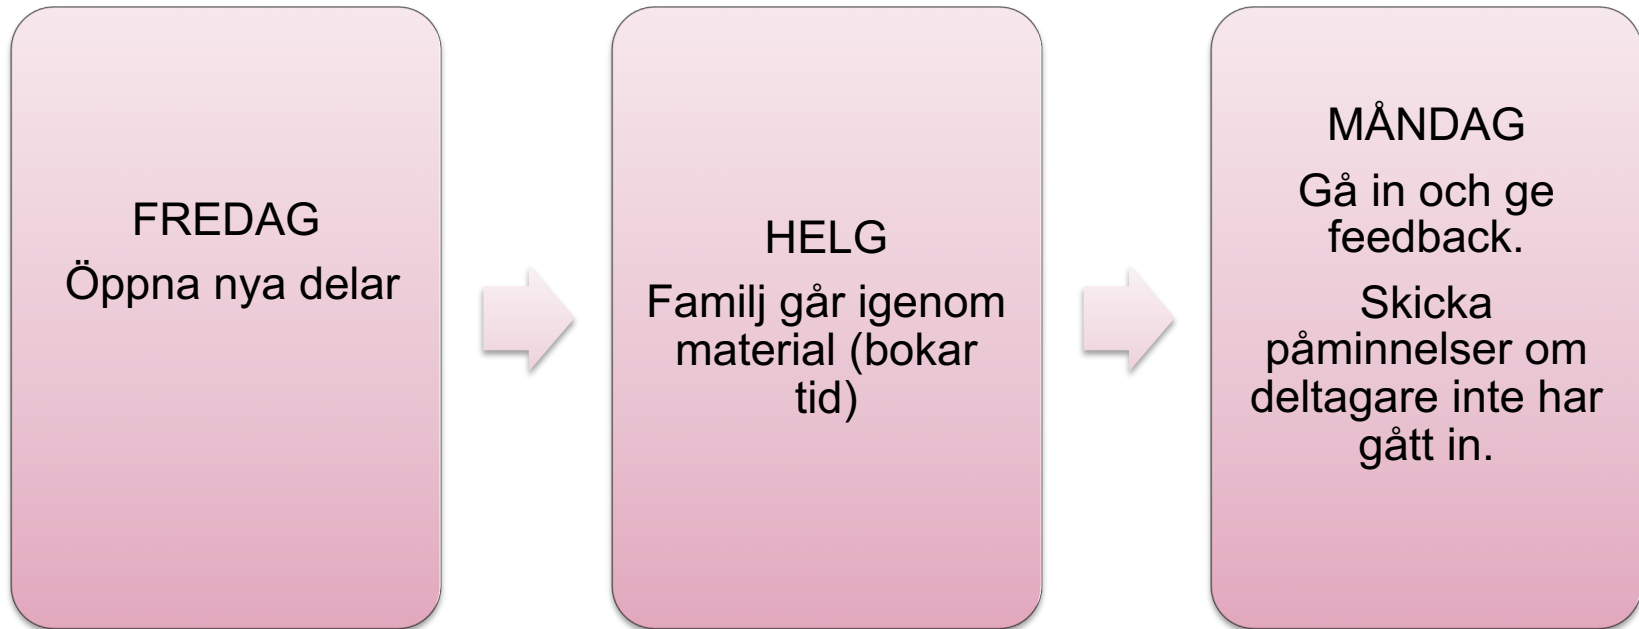 FREDAG
Öppna nya delar
HELG
Familj går igenom
material (bokar
tid)
MÅNDAG
Gå in och ge
feedback.
Skicka
påminnelser om
deltagare inte har
gått in.